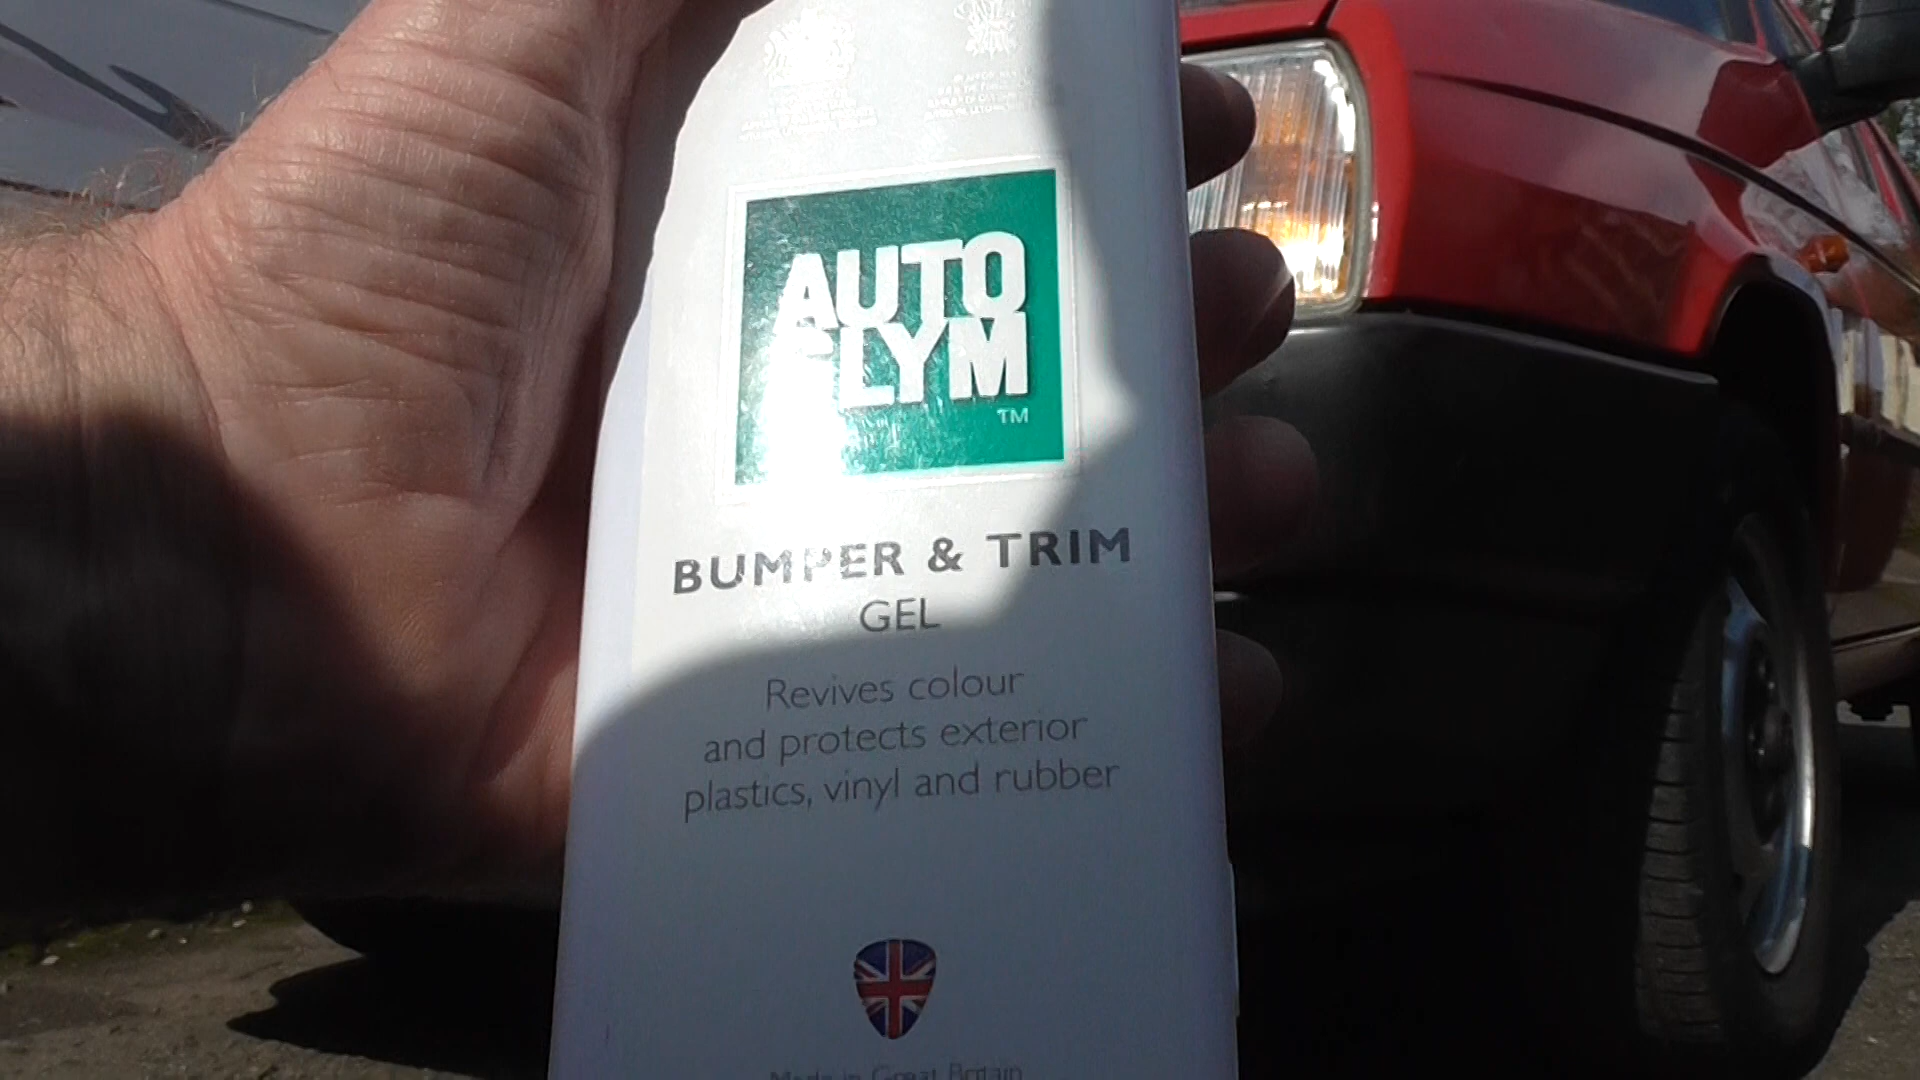 AUTO
GLYM
TM
BUMPER & TRIM
GEL
Revives colour
and protects exterior
plastics, vinyl and rubber
Made in Great Britain